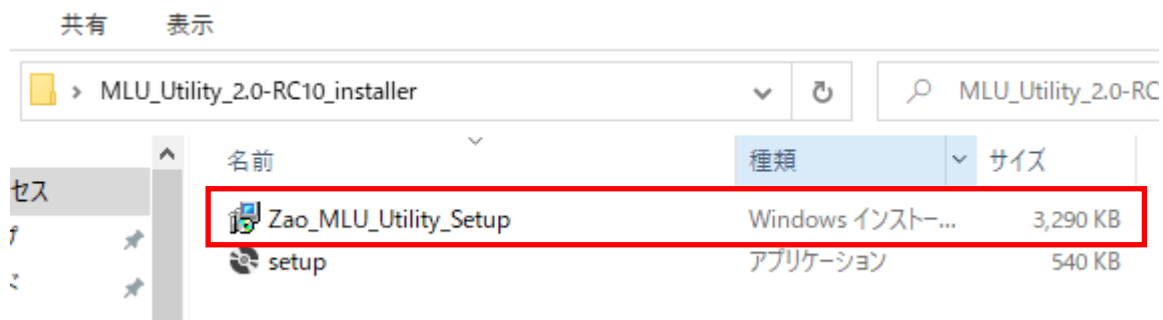 共有 表示
MLU_Utility_2.0-RC10_installer MLU_Utility_2.0-RC
名前 種類 サイズ
セス
Zao_MLU_Utility_Setup Windows インストー... 3,290 KB
setup アプリケーション 540 KB